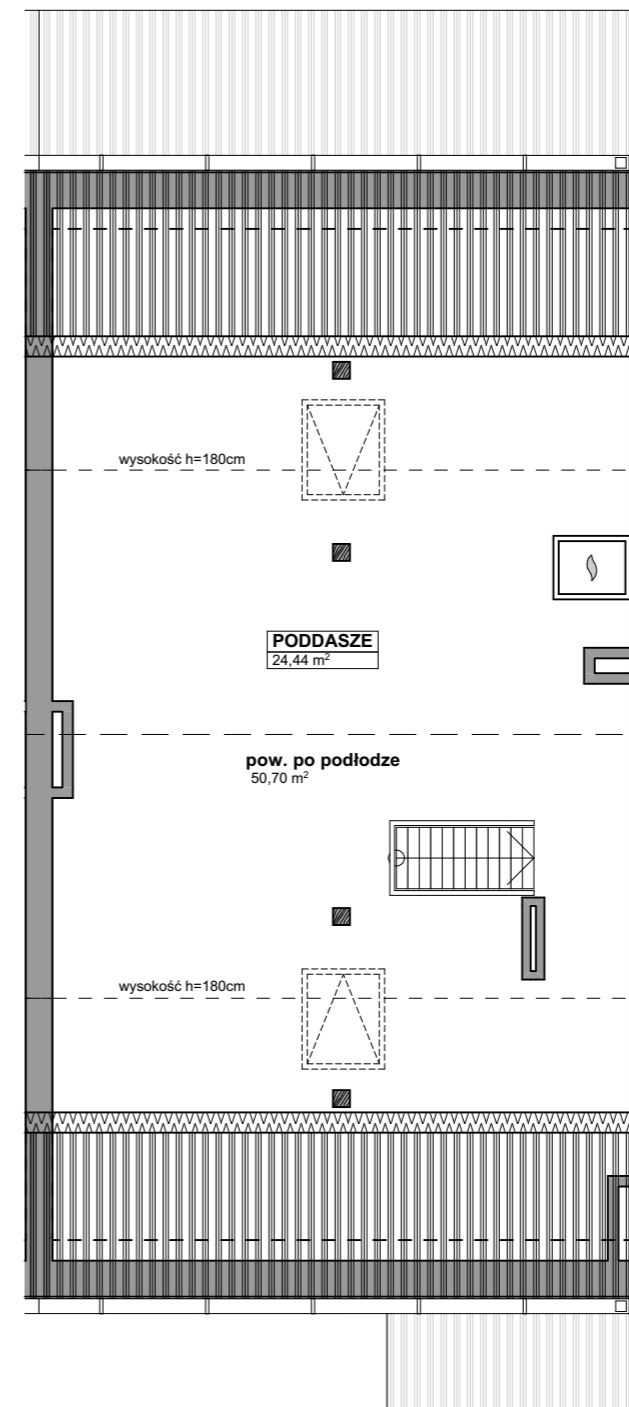 wysokość h=180cm
PODDASZE
24,44 m²
pow. po podłodze
50,70 m²
wysokość h=180cm